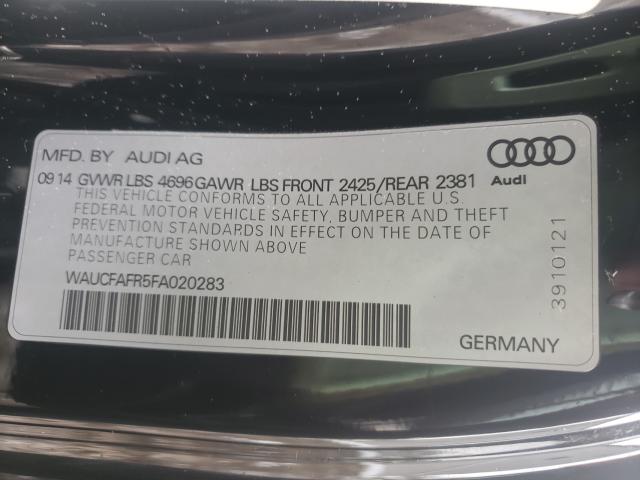 MFD. BY AUDI AG
Audi
09 14 GVWR LBS 4696 GAWR LBS FRONT 2425/REAR 2381
THIS VEHICLE CONFORMS TO ALL APPLICABLE U.S.
FEDERAL MOTOR VEHICLE SAFETY, BUMPER AND THEFT
PREVENTION STANDARDS IN EFFECT ON THE DATE OF
MANUFACTURE SHOWN ABOVE
PASSENGER CAR
WAUCFAFR5FA020283
3910121
GERMANY